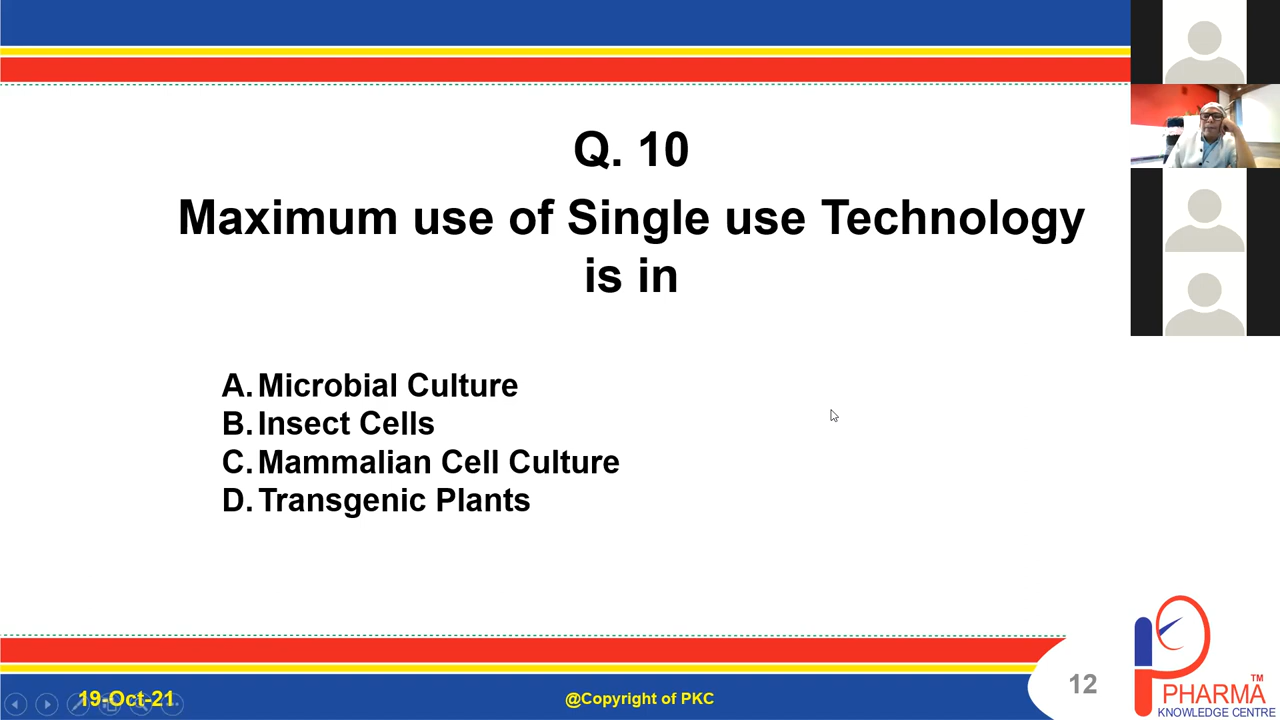 Q. 10
Maximum use of Single use Technology
is in
A. Microbial Culture
B. Insect Cells
C. Mammalian Cell Culture
D. Transgenic Plants
19-Oct-21
@Copyright of PKC
12
PHARMA TM
KNOWLEDGE CENTRE